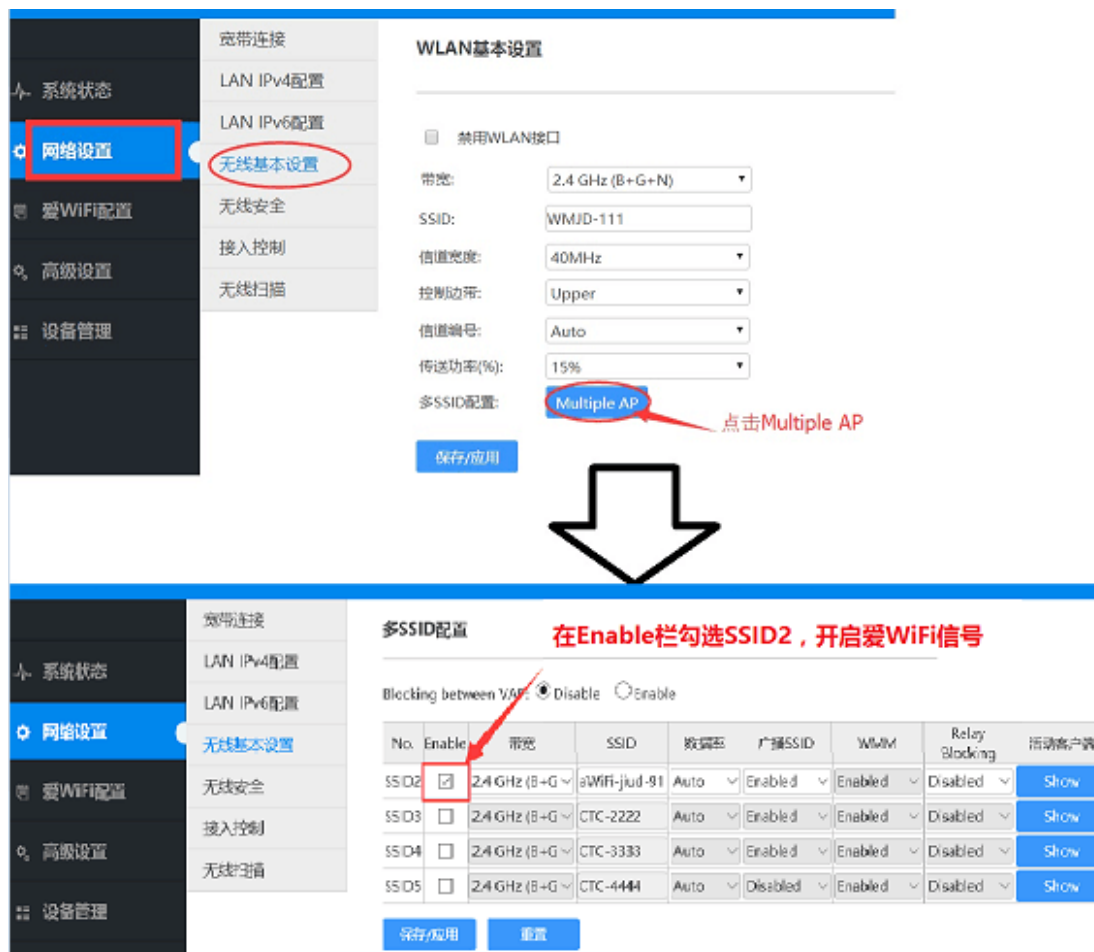 宽带连接
WLAN基本设置
系统状态
LAN IPv4配置
LAN IPv6配置
禁用WLAN接口
网络设置
无线基本设置
带宽: 2.4 GHz (B+G+N)
爱WiFi配置
无线安全
SSID: WMJD-111
接入控制
信道宽度: 40MHz
高级设置
无线扫描
控制边带: Upper
设备管理
信道编号: Auto
传送功率(%): 15%
多SSID配置: Multiple AP
点击Multiple AP
保存/应用
宽带连接
多SSID配置
在Enable栏勾选SSID2，开启爱WiFi信号
系统状态
LAN IPv4配置
LAN IPv6配置
Blocking between VAP: Disable Enable
网络设置
无线基本设置
No. Enable 带宽 SSID 数据率 广播SSID WMM Relay Blocking 活动客户端
爱WiFi配置
无线安全
SSID2 2.4 GHz (B+G aWiFi-jiud-91 Auto Enabled Enabled Disabled Show
接入控制
SSID3 2.4 GHz (B+G CTC-2222 Auto Enabled Enabled Disabled Show
高级设置
无线扫描
SSID4 2.4 GHz (B+G CTC-3333 Auto Enabled Enabled Disabled Show
SSID5 2.4 GHz (B+G CTC-4444 Auto Disabled Enabled Disabled Show
设备管理
保存/应用 重置